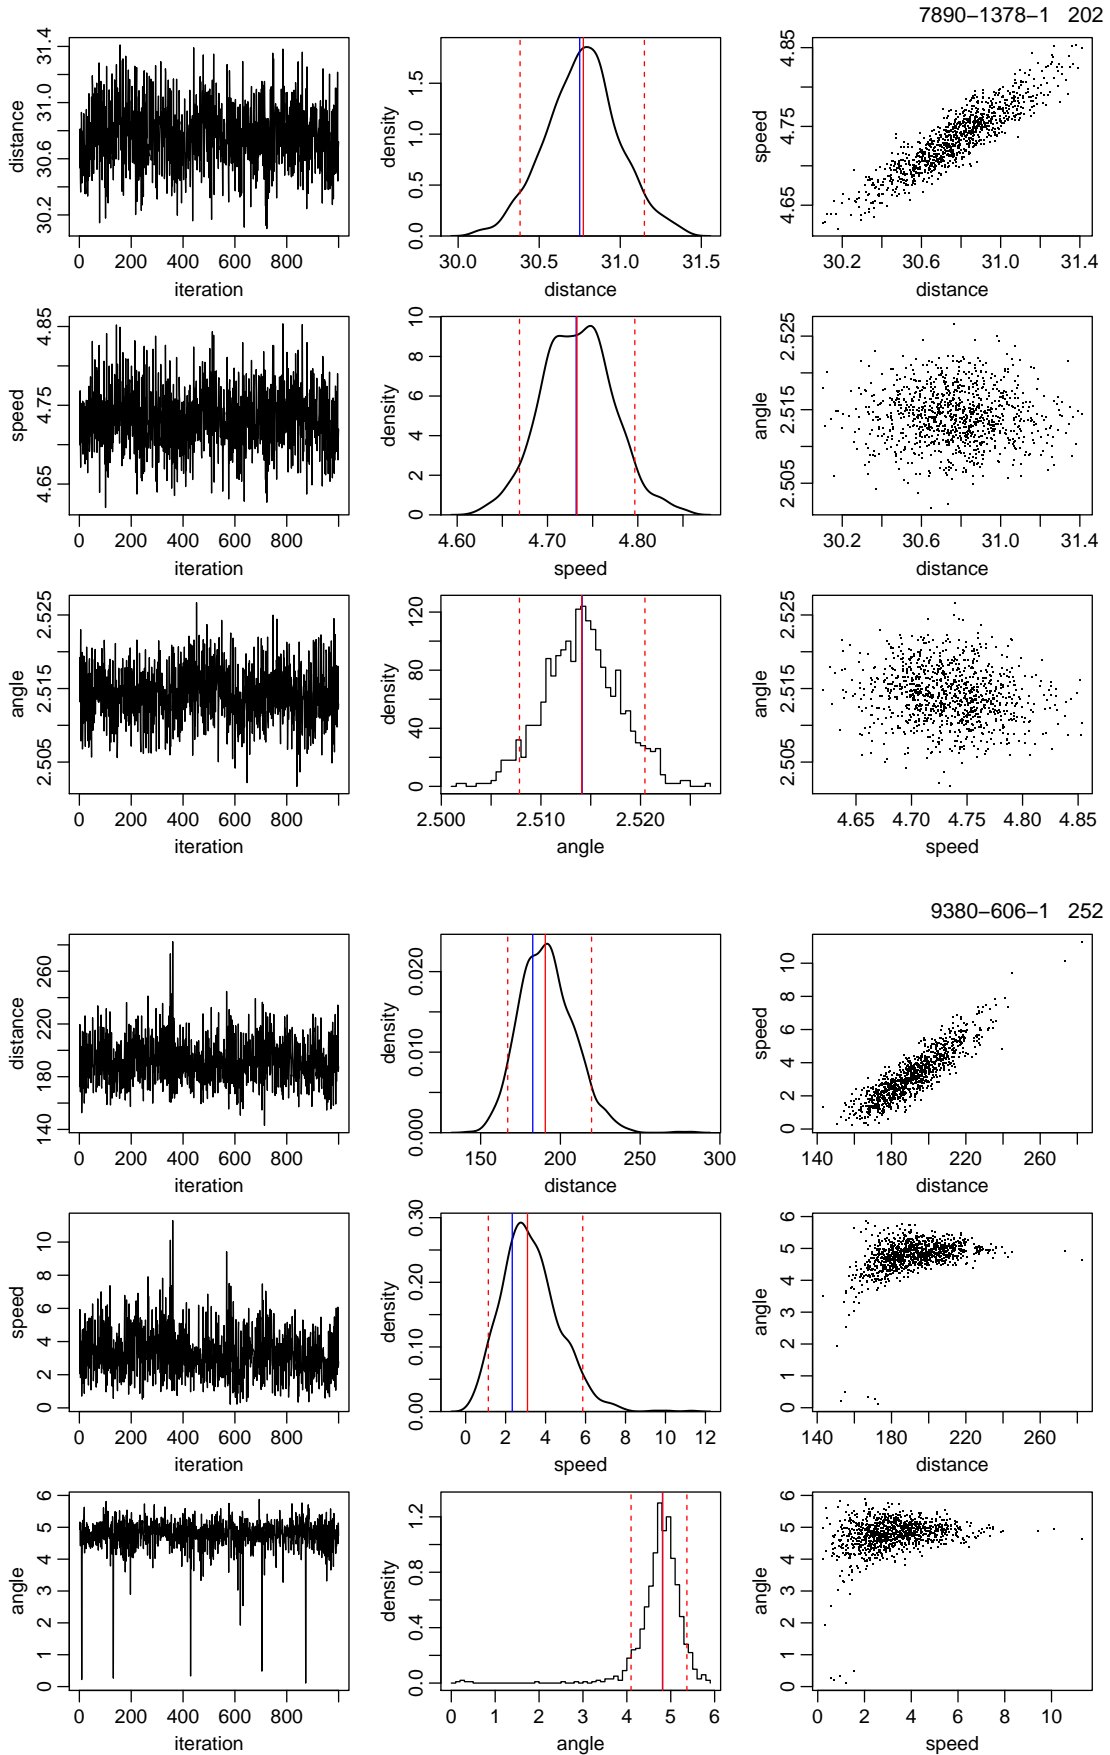 7890−1378−1 202
distance
30.2 30.6 31.0 31.4
0 200 400 600 800
iteration
density
0.0 0.5 1.0 1.5
30.0 30.5 31.0 31.5
distance
speed
4.65 4.75 4.85
30.2 30.6 31.0 31.4
distance
speed
4.65 4.75 4.85
0 200 400 600 800
iteration
density
0 2 4 6 8 10
4.60 4.70 4.80
speed
angle
2.505 2.515 2.525
30.2 30.6 31.0 31.4
distance
angle
2.505 2.515 2.525
0 200 400 600 800
iteration
density
0 40 80 120
2.500 2.510 2.520
angle
angle
2.505 2.515 2.525
4.65 4.70 4.75 4.80 4.85
speed
9380−606−1 252
distance
140 180 220 260
0 200 400 600 800
iteration
density
0.000 0.010 0.020
150 200 250 300
distance
speed
0 2 4 6 8 10
140 180 220 260
distance
speed
0 2 4 6 8 10
0 200 400 600 800
iteration
density
0.00 0.10 0.20 0.30
0 2 4 6 8 10 12
speed
angle
0 1 2 3 4 5 6
140 180 220 260
distance
angle
0 1 2 3 4 5 6
0 200 400 600 800
iteration
density
0.0 0.4 0.8 1.2
0 1 2 3 4 5 6
angle
angle
0 1 2 3 4 5 6
0 2 4 6 8 10
speed